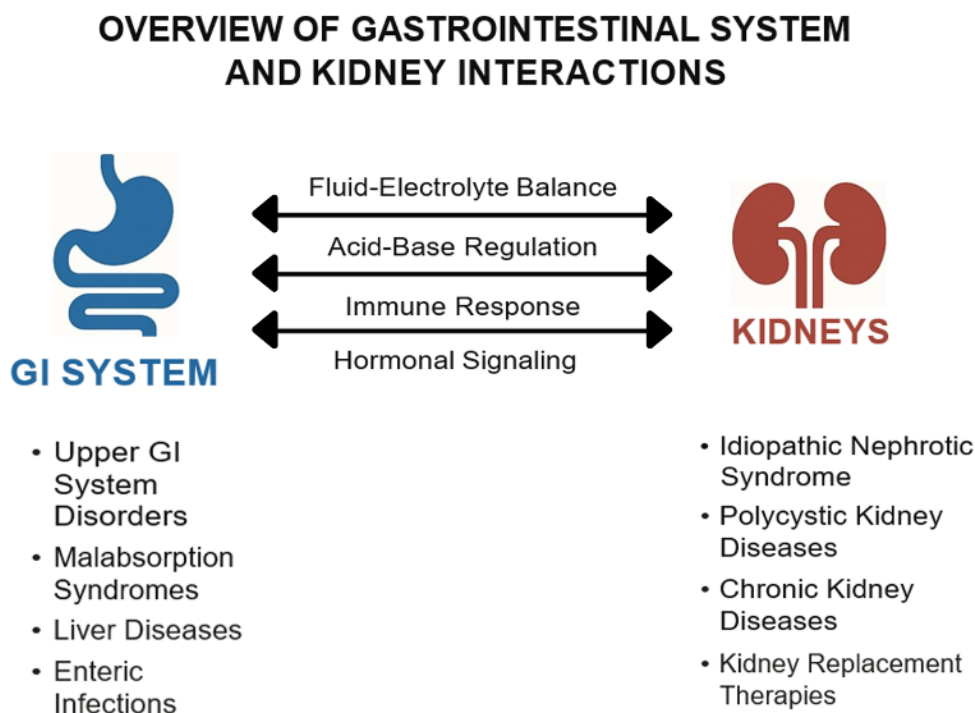 OVERVIEW OF GASTROINTESTINAL SYSTEM
AND KIDNEY INTERACTIONS
Fluid-Electrolyte Balance
Acid-Base Regulation
Immune Response
Hormonal Signaling
GI SYSTEM
KIDNEYS
• Upper GI
System
Disorders
• Malabsorption
Syndromes
• Liver Diseases
• Enteric
Infections
• Idiopathic Nephrotic
Syndrome
• Polycystic Kidney
Diseases
• Chronic Kidney
Diseases
• Kidney Replacement
Therapies